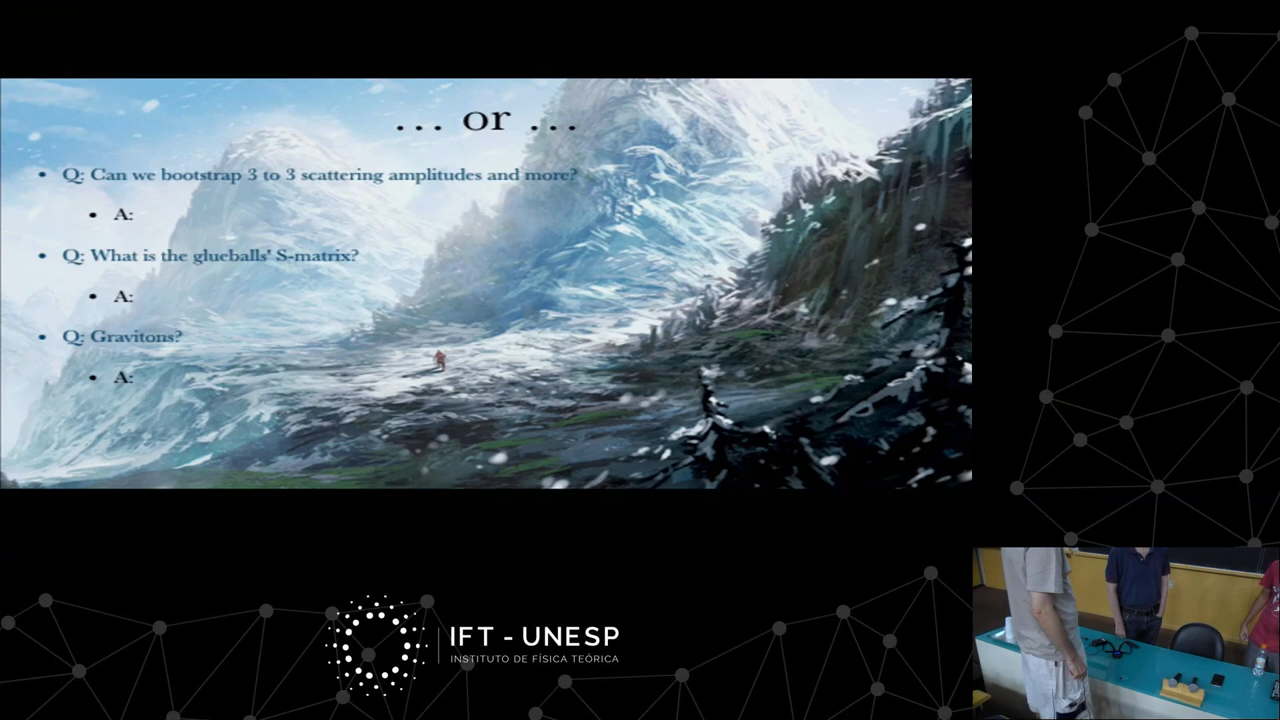 ... or ...
• Q: Can we bootstrap 3 to 3 scattering amplitudes and more?
• A:
• Q: What is the glueballs' S-matrix?
• A:
• Q: Gravitons?
• A:
IFT - UNESP
INSTITUTO DE FÍSICA TEÓRICA